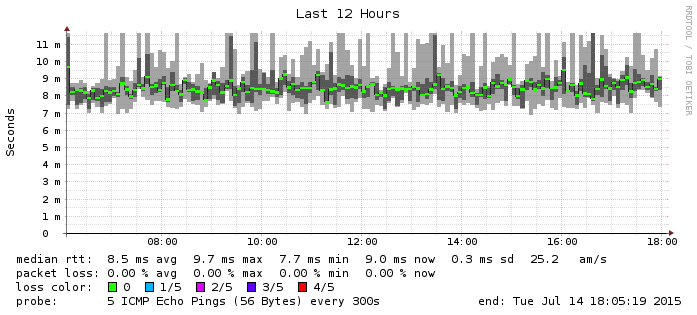 Last 12 Hours
RRDTOOL / TOBI OETIKER
Seconds
11 m
10 m
9 m
8 m
7 m
6 m
5 m
4 m
3 m
2 m
1 m
0
08:00 10:00 12:00 14:00 16:00 18:00
median rtt: 8.5 ms avg 9.7 ms max 7.7 ms min 9.0 ms now 0.3 ms sd 25.2 am/s
packet loss: 0.00 % avg 0.00 % max 0.00 % min 0.00 % now
loss color: 0 1/5 2/5 3/5 4/5
probe: 5 ICMP Echo Pings (56 Bytes) every 300s end: Tue Jul 14 18:05:19 2015